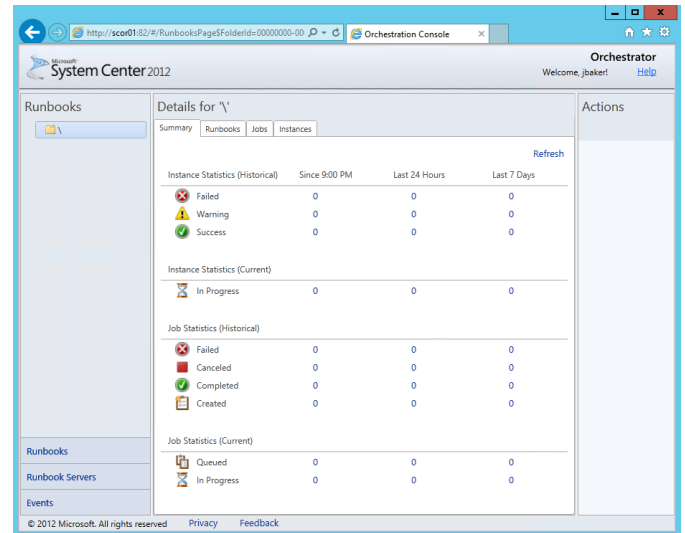 http://scor01:82/#/RunbooksPage$FolderId=00000000-00
Orchestration Console
Microsoft
System Center 2012
Orchestrator
Welcome, jbaker! Help
Runbooks
\
Details for '\'
Summary Runbooks Jobs Instances
Refresh
Instance Statistics (Historical) Since 9:00 PM Last 24 Hours Last 7 Days
Failed 0 0 0
Warning 0 0 0
Success 0 0 0
Instance Statistics (Current)
In Progress 0 0 0
Job Statistics (Historical)
Failed 0 0 0
Canceled 0 0 0
Completed 0 0 0
Created 0 0 0
Job Statistics (Current)
Queued 0 0 0
In Progress 0 0 0
Actions
Runbooks
Runbook Servers
Events
© 2012 Microsoft. All rights reserved Privacy Feedback